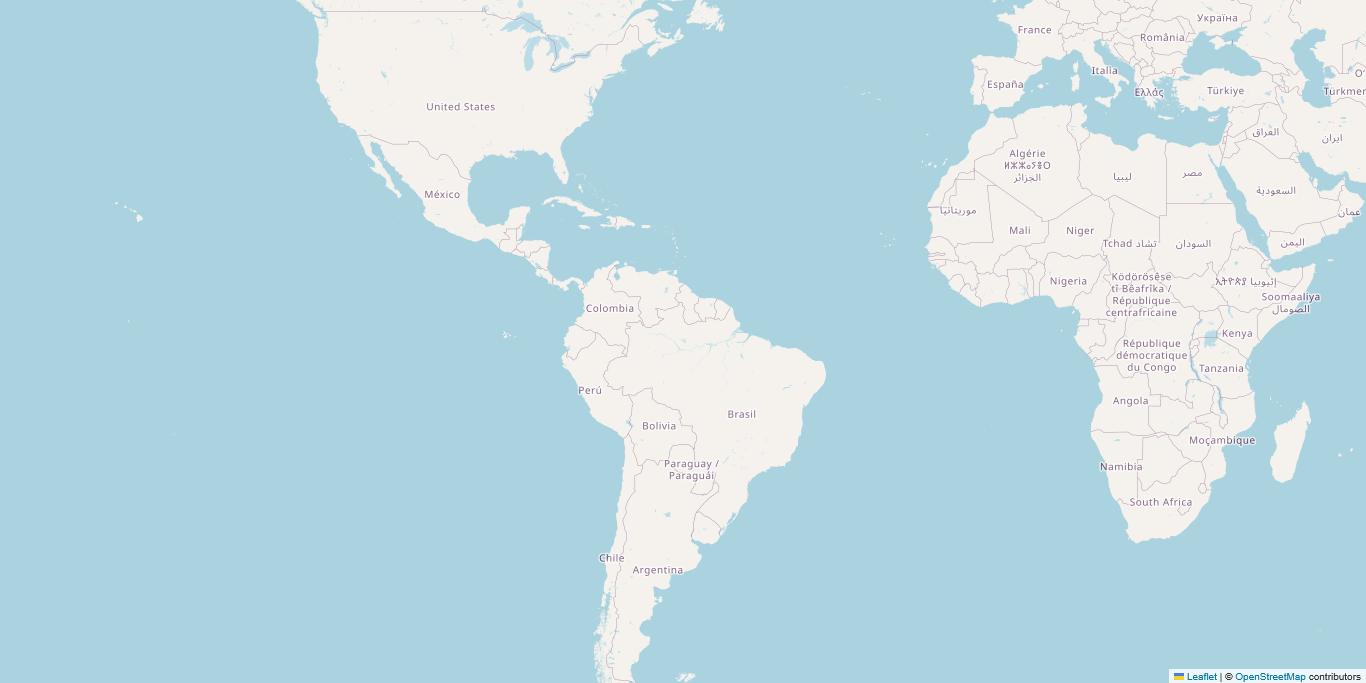 Україна
France
România
Italia
O‘
España
Ελλάς
Türkiye
Türkmen
United States
العراق
ایران
Algérie
ⵍⵣⵣⴰⵢⴻⵔ
الجزائر
ليبيا
مصر
السعودية
México
موريتانيا
عمان
Mali
Niger
Tchad تشاد
السودان
اليمن
Nigeria
Ködörösêse
tî Bêafrîka /
République
centrafricaine
ኢትዮጵያ إثيوبيا
Soomaaliya
الصومال
Colombia
Kenya
République
démocratique
du Congo
Tanzania
Perú
Angola
Brasil
Bolivia
Moçambique
Paraguay /
Paraguái
Namibia
South Africa
Chile
Argentina
Leaflet | © OpenStreetMap contributors